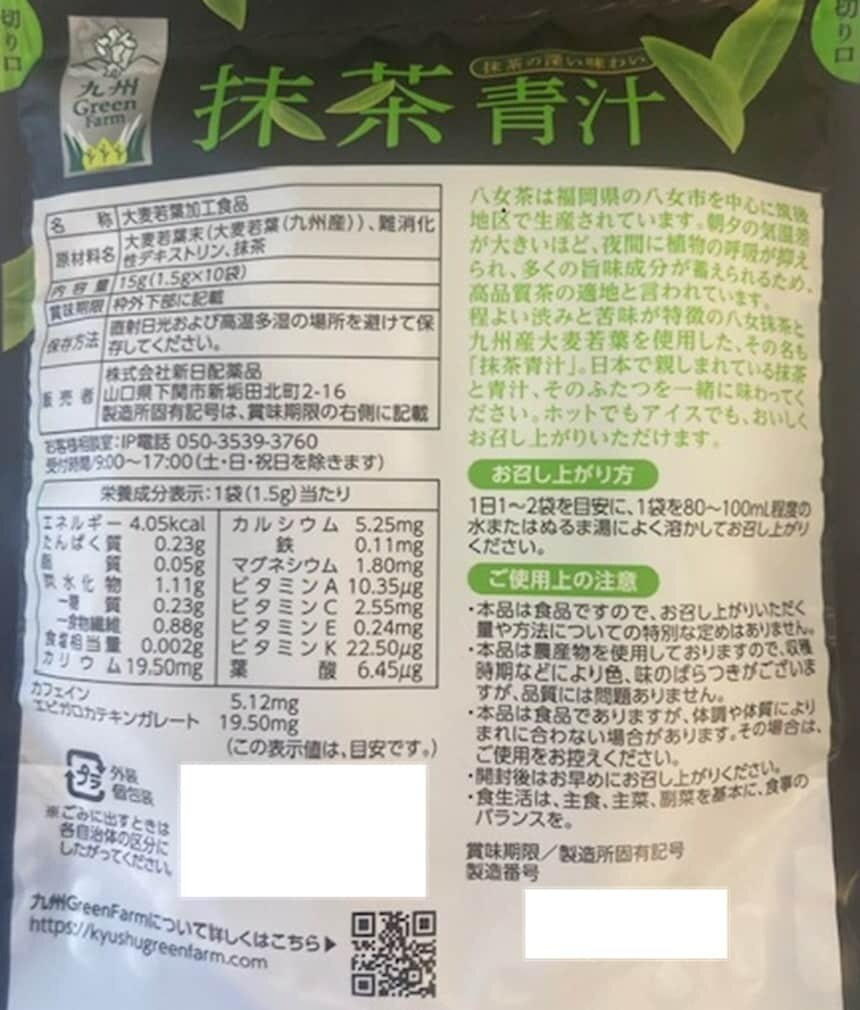 切り口
切り口
九州
Green
Farm
抹茶の深い味わい
抹茶青汁
名称 大麦若葉加工食品
原材料名 大麦若葉末(大麦若葉(九州産))、難消化
性デキストリン、抹茶
内容量 15g(1.5g×10袋)
賞味期限 枠外下部に記載
保存方法 直射日光および高温多湿の場所を避けて保
存してください。
販売者 株式会社新日配薬品
山口県下関市新垢田北町2-16
製造所固有記号は、賞味期限の右側に記載
お客様相談室:IP電話 050-3539-3760
受付時間/9:00～17:00(土・日・祝日を除きます)
栄養成分表示:1袋(1.5g)当たり
エネルギー 4.05kcal
たんぱく質 0.23g
脂質 0.05g
炭水化物 1.11g
ー糖質 0.23g
ー食物繊維 0.88g
食塩相当量 0.002g
カリウム 19.50mg
カルシウム 5.25mg
鉄 0.11mg
マグネシウム 1.80mg
ビタミンA 10.35μg
ビタミンC 2.55mg
ビタミンE 0.24mg
ビタミンK 22.50μg
葉酸 6.45μg
カフェイン 5.12mg
エピガロカテキンガレート 19.50mg
(この表示値は、目安です。)
プラ
外装
個包装
※ごみに出すときは
各自治体の区分に
したがってください。
九州GreenFarmについて詳しくはこちら▶
https://kyushugreenfarm.com
八女茶は福岡県の八女市を中心に筑後
地区で生産されています。朝夕の気温差
が大きいほど、夜間に植物の呼吸が抑え
られ、多くの旨味成分が蓄えられるため、
高品質茶の適地と言われています。
程よい渋みと苦味が特徴の八女抹茶と
九州産大麦若葉を使用した、その名も
「抹茶青汁」。日本で親しまれている抹茶
と青汁、そのふたつを一緒に味わってく
ださい。ホットでもアイスでも、おいしく
お召し上がりいただけます。
お召し上がり方
1日1～2袋を目安に、1袋を80～100mL程度の
水またはぬるま湯によく溶かしてお召し上がり
ください。
ご使用上の注意
・本品は食品ですので、お召し上がりいただく
量や方法についての特別な定めはありません。
・本品は農産物を使用しておりますので、収穫
時期などにより色、味のばらつきがございま
すが、品質には問題ありません。
・本品は食品でありますが、体調や体質により
まれに合わない場合があります。その場合は、
ご使用をお控えください。
・開封後はお早めにお召し上がりください。
・食生活は、主食、主菜、副菜を基本に、食事の
バランスを。
賞味期限／製造所固有記号
製造番号